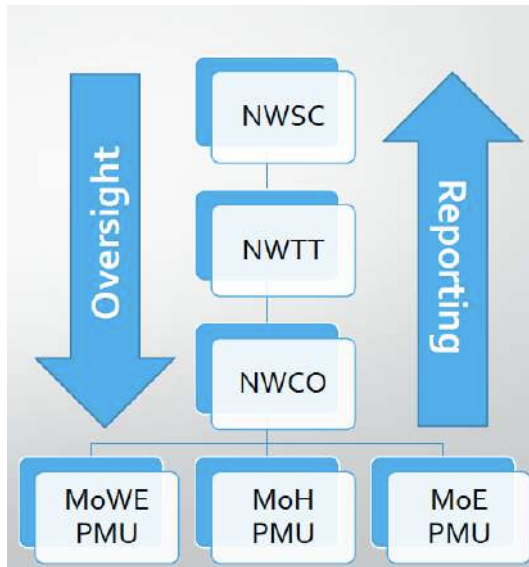 NWSC
Oversight
Reporting
NWTT
NWCO
MoWE
PMU
MoH
PMU
MoE
PMU